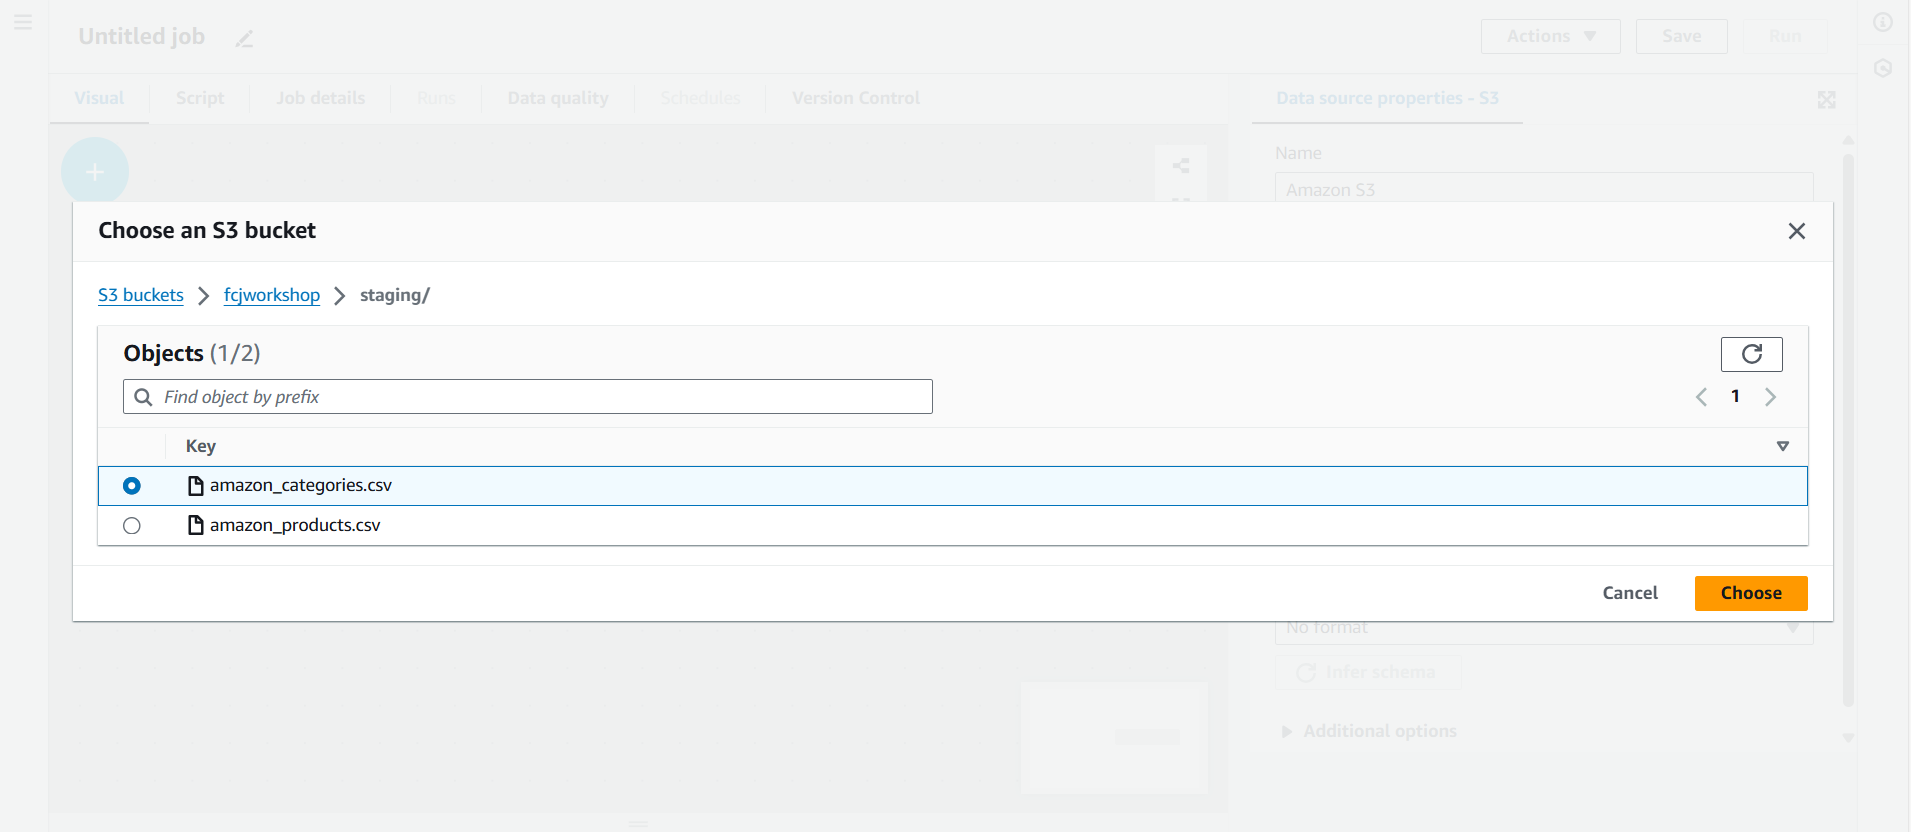 Untitled job
Actions
Save
Run
Visual
Script
Job details
Runs
Data quality
Schedules
Version Control
Data source properties - S3
Name
Amazon S3
Choose an S3 bucket
S3 buckets
fcjworkshop
staging/
Objects (1/2)
Find object by prefix
1
Key
amazon_categories.csv
amazon_products.csv
Cancel
Choose
No format
Infer schema
Additional options